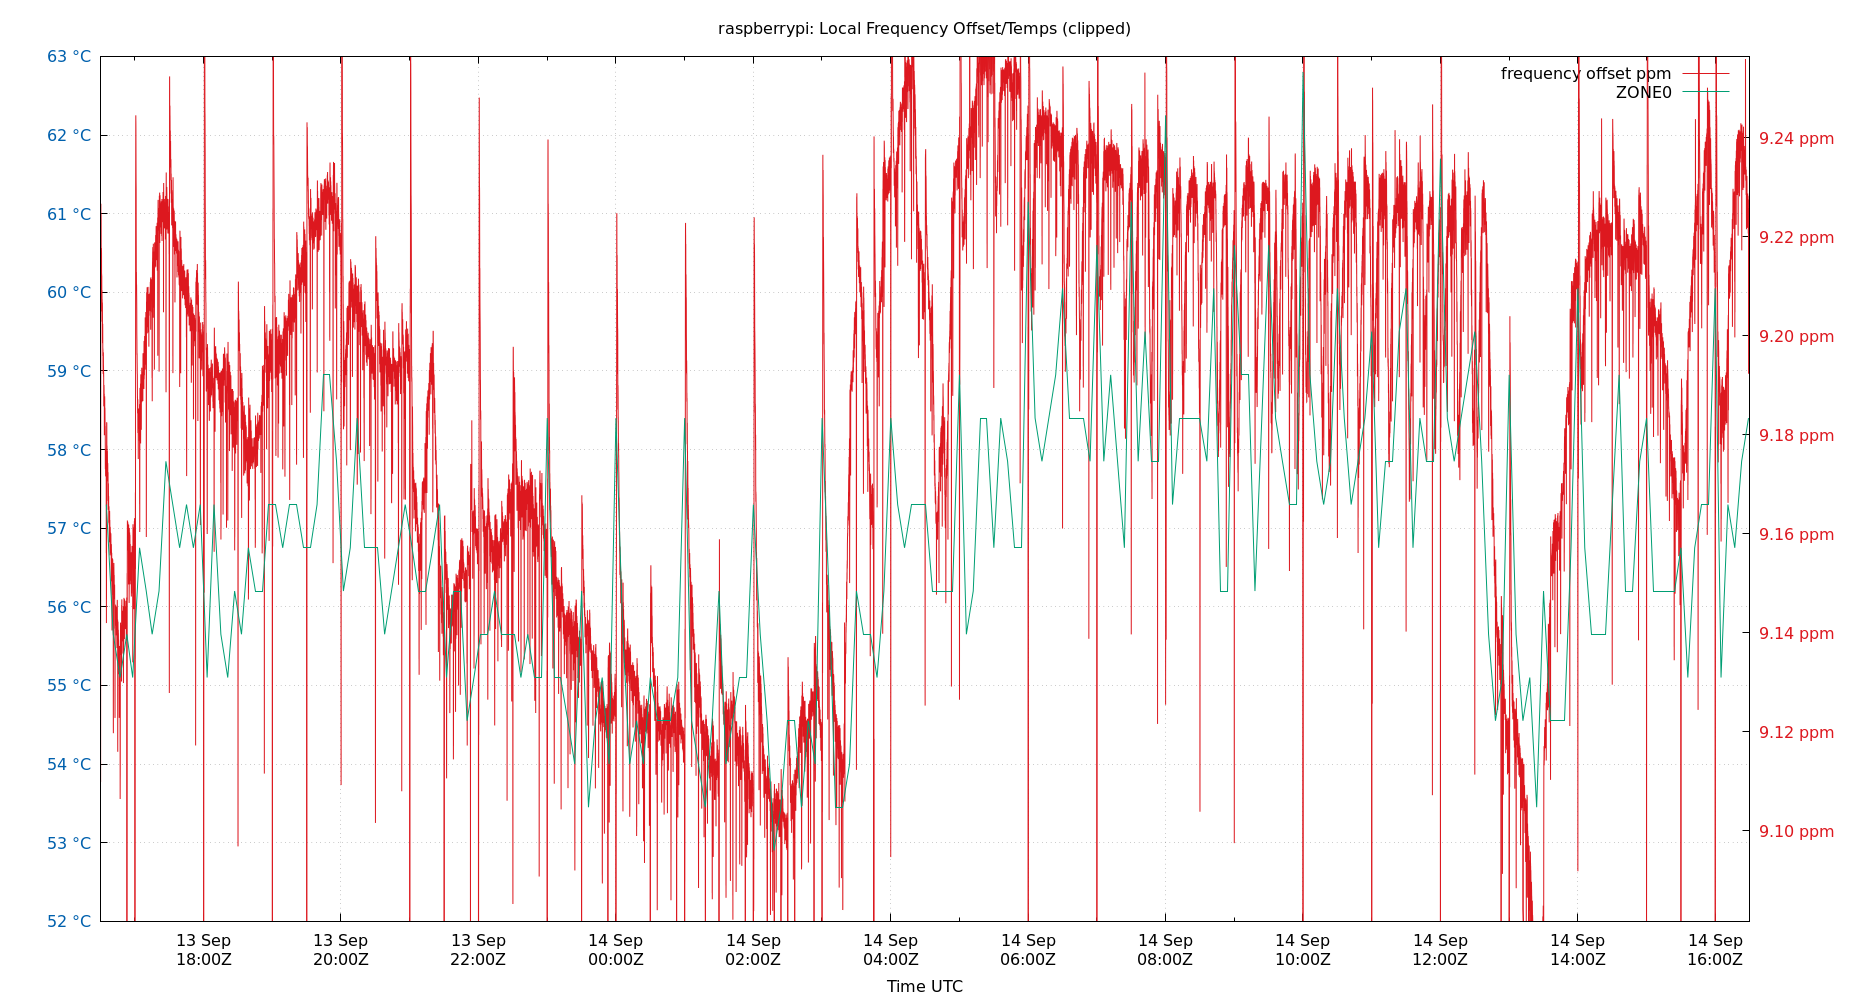 raspberrypi: Local Frequency Offset/Temps (clipped)
63 °C
62 °C
61 °C
60 °C
59 °C
58 °C
57 °C
56 °C
55 °C
54 °C
53 °C
52 °C
frequency offset ppm
ZONE0
9.24 ppm
9.22 ppm
9.20 ppm
9.18 ppm
9.16 ppm
9.14 ppm
9.12 ppm
9.10 ppm
13 Sep
18:00Z
13 Sep
20:00Z
13 Sep
22:00Z
14 Sep
00:00Z
14 Sep
02:00Z
14 Sep
04:00Z
14 Sep
06:00Z
14 Sep
08:00Z
14 Sep
10:00Z
14 Sep
12:00Z
14 Sep
14:00Z
14 Sep
16:00Z
Time UTC